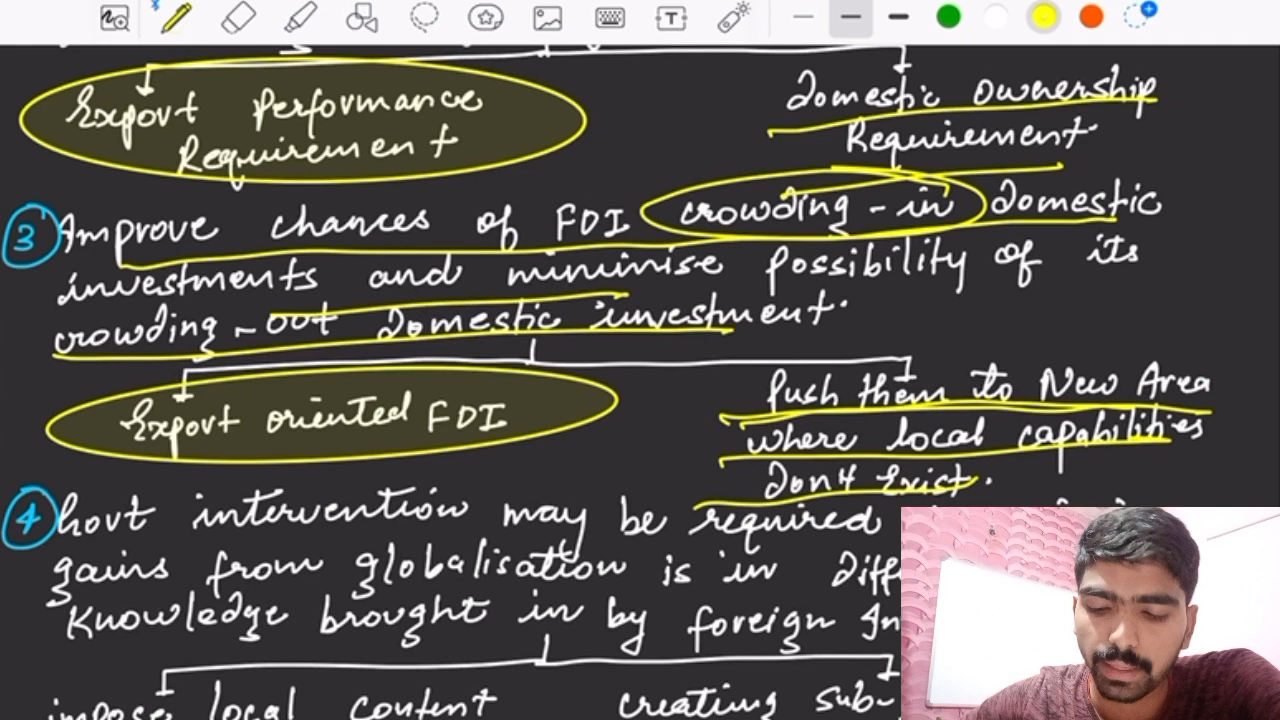 Export Performance
Requirement
Domestic Ownership
Requirement
3 Improve chances of FDI crowding-in domestic
investments and minimise possibility of its
crowding-out domestic investment.
Export oriented FDI
Push them to New Area
where local capabilities
Don't Exist.
4 Govt intervention may be required
gains from globalisation is in diff
Knowledge brought in by foreign In
impose local content
creating sub-